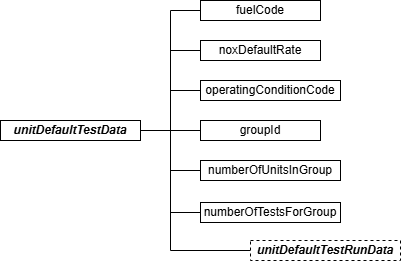 fuelCode
noxDefaultRate
operatingConditionCode
unitDefaultTestData
groupId
numberOfUnitsInGroup
numberOfTestsForGroup
unitDefaultTestRunData